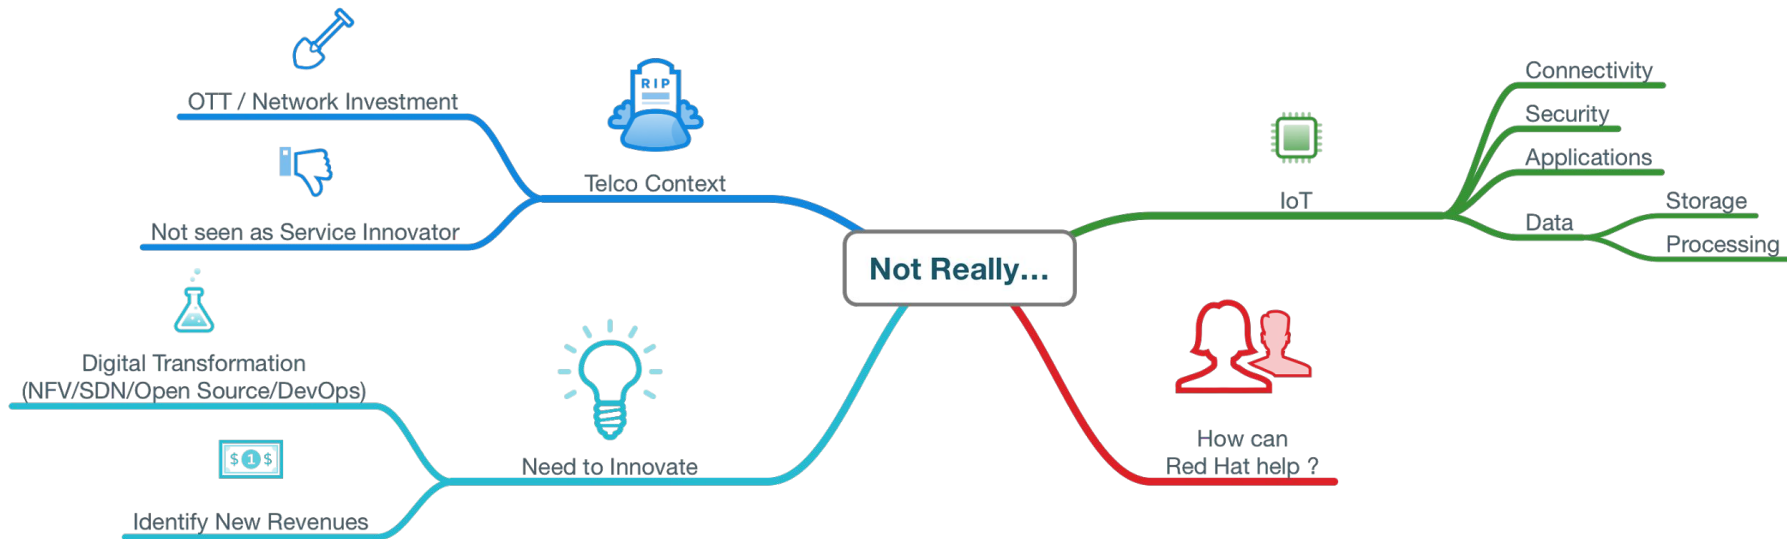 Not Really...
RIP
Telco Context
OTT / Network Investment
Not seen as Service Innovator
Need to Innovate
Digital Transformation
(NFV/SDN/Open Source/DevOps)
$1$
Identify New Revenues
IoT
Connectivity
Security
Applications
Data
Storage
Processing
How can
Red Hat help ?